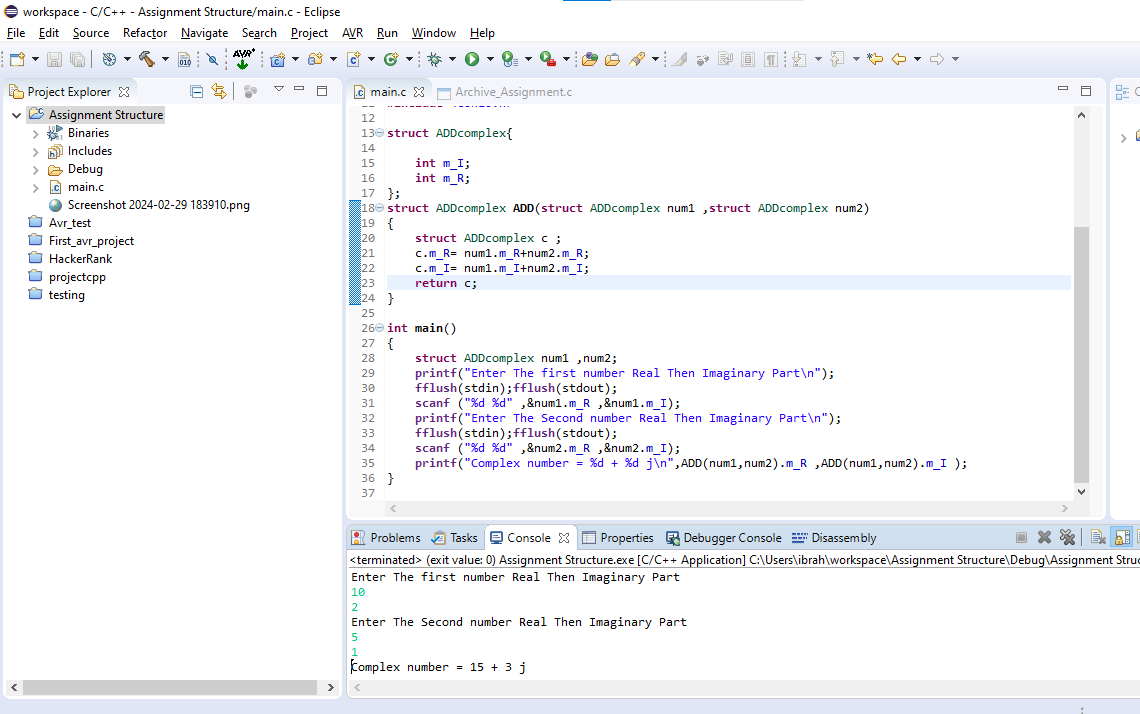 workspace - C/C++ - Assignment Structure/main.c - Eclipse
File Edit Source Refactor Navigate Search Project AVR Run Window Help
AVR
010
Project Explorer
Assignment Structure
Binaries
Includes
Debug
main.c
Screenshot 2024-02-29 183910.png
Avr_test
First_avr_project
HackerRank
projectcpp
testing
main.c Archive_Assignment.c
12
13 struct ADDcomplex{
14
15 int m_I;
16 int m_R;
17 };
18 struct ADDcomplex ADD(struct ADDcomplex num1 ,struct ADDcomplex num2)
19 {
20 struct ADDcomplex c ;
21 c.m_R= num1.m_R+num2.m_R;
22 c.m_I= num1.m_I+num2.m_I;
23 return c;
24 }
25
26 int main()
27 {
28 struct ADDcomplex num1 ,num2;
29 printf("Enter The first number Real Then Imaginary Part\n");
30 fflush(stdin);fflush(stdout);
31 scanf ("%d %d" ,&num1.m_R ,&num1.m_I);
32 printf("Enter The Second number Real Then Imaginary Part\n");
33 fflush(stdin);fflush(stdout);
34 scanf ("%d %d" ,&num2.m_R ,&num2.m_I);
35 printf("Complex number = %d + %d j\n",ADD(num1,num2).m_R ,ADD(num1,num2).m_I );
36 }
37
Problems Tasks Console Properties Debugger Console Disassembly
<terminated> (exit value: 0) Assignment Structure.exe [C/C++ Application] C:\Users\ibrah\workspace\Assignment Structure\Debug\Assignment Struc
Enter The first number Real Then Imaginary Part
10
2
Enter The Second number Real Then Imaginary Part
5
1
Complex number = 15 + 3 j